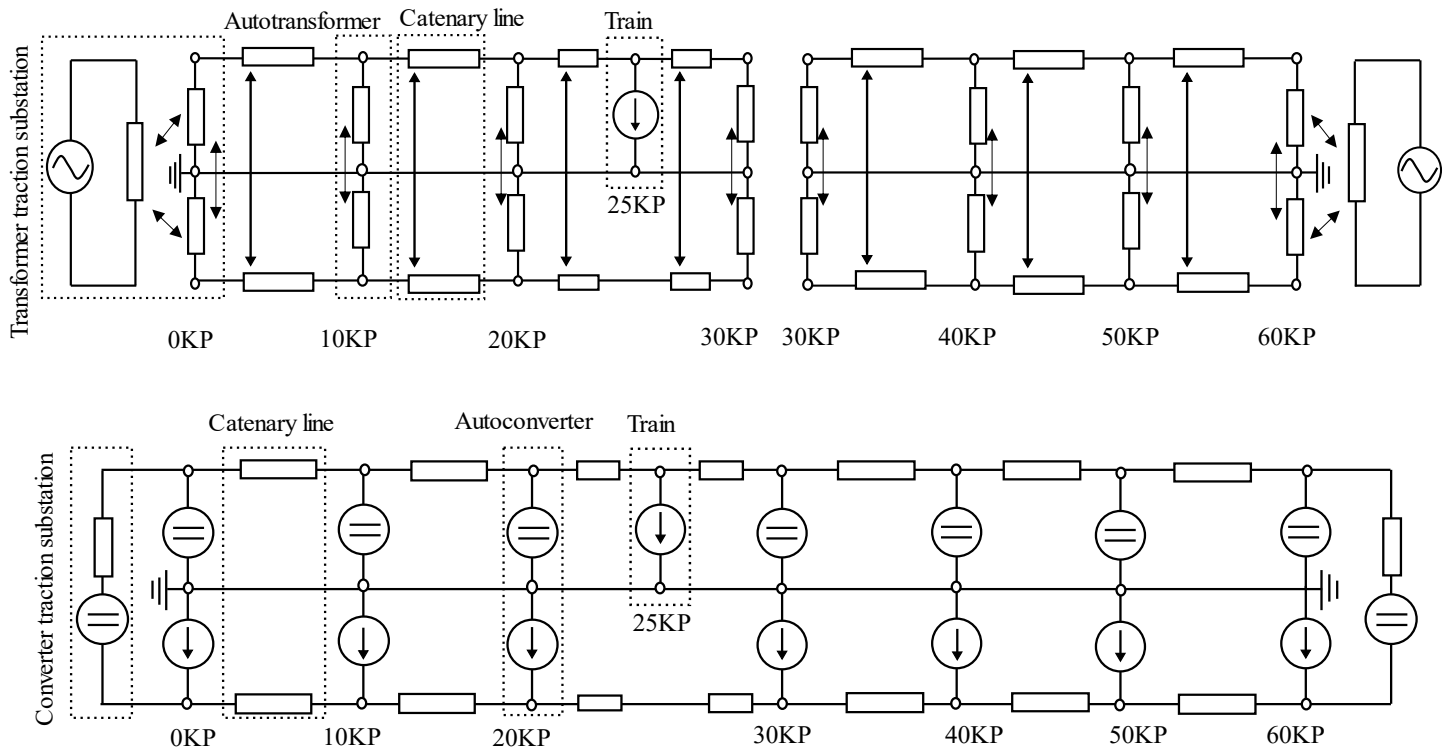 Autotransformer
Catenary line
Train
Transformer traction substation
25KP
0KP
10KP
20KP
30KP
30KP
40KP
50KP
60KP
Catenary line
Autoconverter
Train
Converter traction substation
25KP
0KP
10KP
20KP
30KP
40KP
50KP
60KP